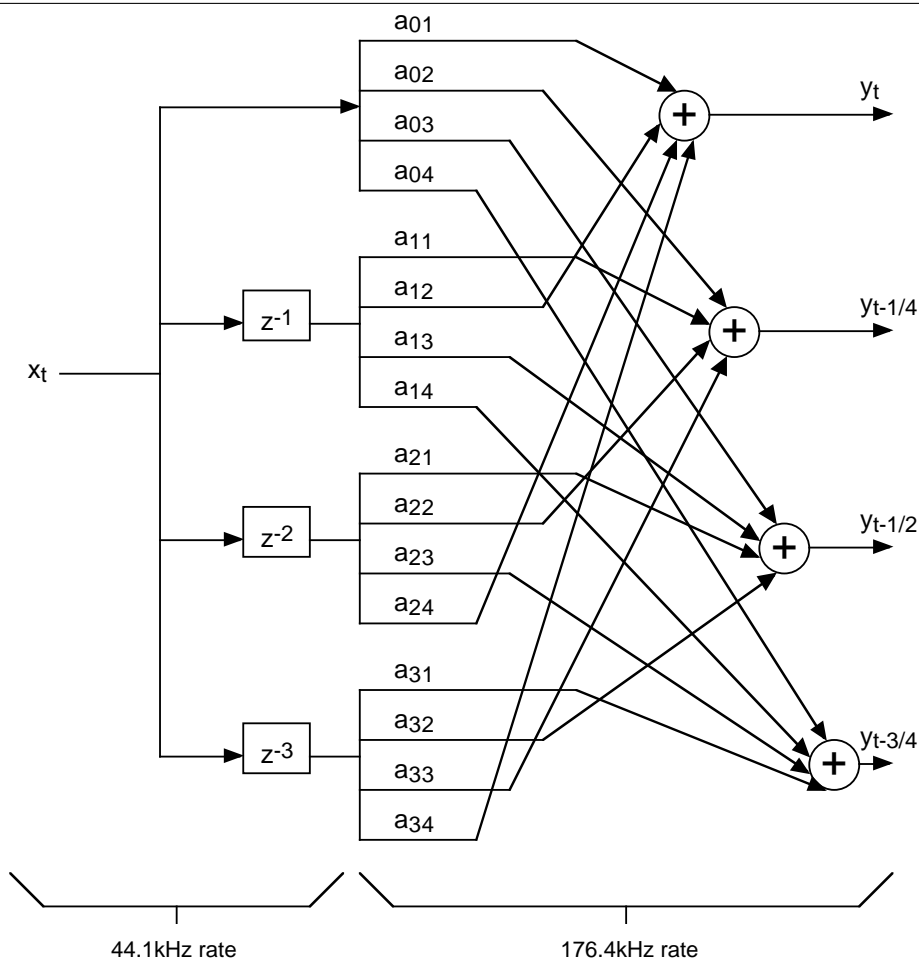 a01
a02
a03
a04
yt
a11
a12
a13
a14
z-1
yt-1/4
xt
a21
a22
a23
a24
z-2
yt-1/2
a31
a32
a33
a34
z-3
yt-3/4
+
+
+
+
44.1kHz rate
176.4kHz rate